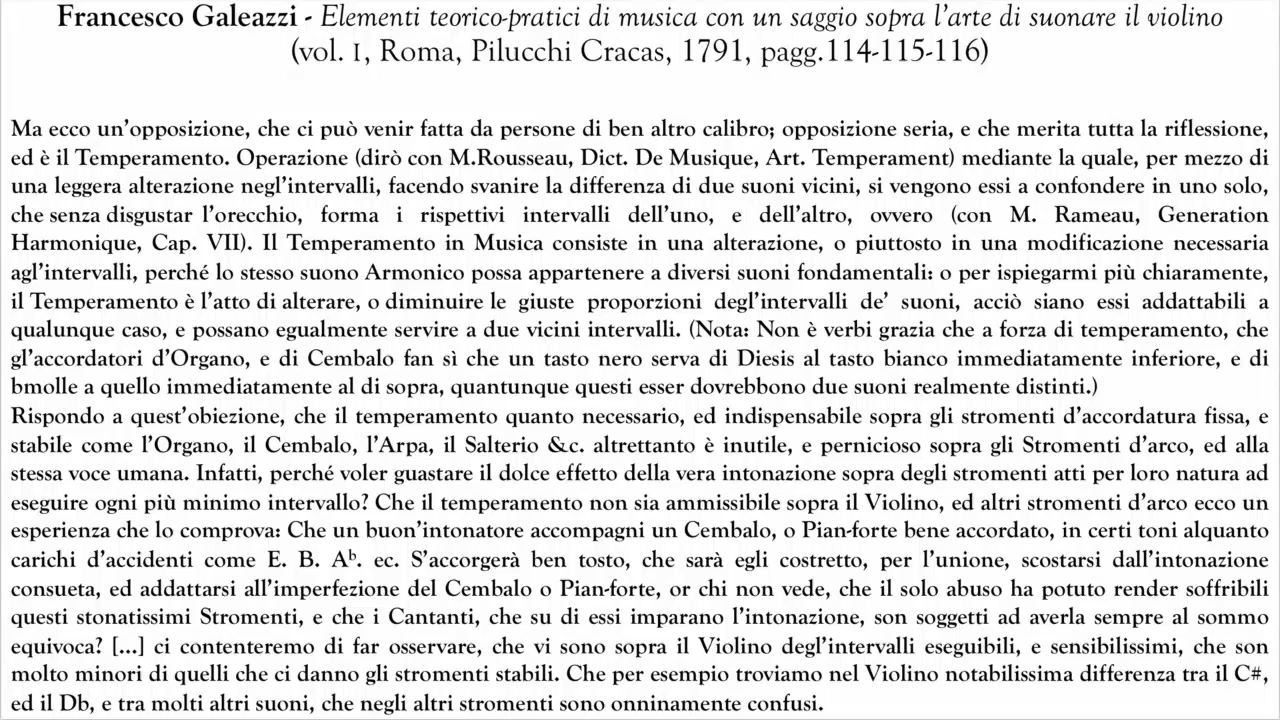 Francesco Galeazzi - Elementi teorico-pratici di musica con un saggio sopra l'arte di suonare il violino
(vol. I, Roma, Pilucchi Cracas, 1791, pagg.114-115-116)
Ma ecco un'opposizione, che ci può venir fatta da persone di ben altro calibro; opposizione seria, e che merita tutta la riflessione,
ed è il Temperamento. Operazione (dirò con M.Rousseau, Dict. De Musique, Art. Temperament) mediante la quale, per mezzo di
una leggera alterazione negl'intervalli, facendo svanire la differenza di due suoni vicini, si vengono essi a confondere in uno solo,
che senza disgustar l'orecchio, forma i rispettivi intervalli dell'uno, e dell'altro, ovvero (con M. Rameau, Generation
Harmonique, Cap. VII). Il Temperamento in Musica consiste in una alterazione, o piuttosto in una modificazione necessaria
agl'intervalli, perché lo stesso suono Armonico possa appartenere a diversi suoni fondamentali: o per ispiegarmi più chiaramente,
il Temperamento è l'atto di alterare, o diminuire le giuste proporzioni degl'intervalli de' suoni, acciò siano essi addattabili a
qualunque caso, e possano egualmente servire a due vicini intervalli. (Nota: Non è verbi grazia che a forza di temperamento, che
gl'accordatori d'Organo, e di Cembalo fan sì che un tasto nero serva di Diesis al tasto bianco immediatamente inferiore, e di
bmolle a quello immediatamente al di sopra, quantunque questi esser dovrebbono due suoni realmente distinti.)
Rispondo a quest'obiezione, che il temperamento quanto necessario, ed indispensabile sopra gli stromenti d'accordatura fissa, e
stabile come l'Organo, il Cembalo, l'Arpa, il Salterio &c. altrettanto è inutile, e pernicioso sopra gli Stromenti d'arco, ed alla
stessa voce umana. Infatti, perché voler guastare il dolce effetto della vera intonazione sopra degli stromenti atti per loro natura ad
eseguire ogni più minimo intervallo? Che il temperamento non sia ammissibile sopra il Violino, ed altri stromenti d'arco ecco un
esperienza che lo comprova: Che un buon'intonatore accompagni un Cembalo, o Pian-forte bene accordato, in certi toni alquanto
carichi d'accidenti come E. B. Aᵇ. ec. S'accorgerà ben tosto, che sarà egli costretto, per l'unione, scostarsi dall'intonazione
consueta, ed addattarsi all'imperfezione del Cembalo o Pian-forte, or chi non vede, che il solo abuso ha potuto render soffribili
questi stonatissimi Stromenti, e che i Cantanti, che su di essi imparano l'intonazione, son soggetti ad averla sempre al sommo
equivoca? [...] ci contenteremo di far osservare, che vi sono sopra il Violino degl'intervalli eseguibili, e sensibilissimi, che son
molto minori di quelli che ci danno gli stromenti stabili. Che per esempio troviamo nel Violino notabilissima differenza tra il C#,
ed il Db, e tra molti altri suoni, che negli altri stromenti sono onninamente confusi.